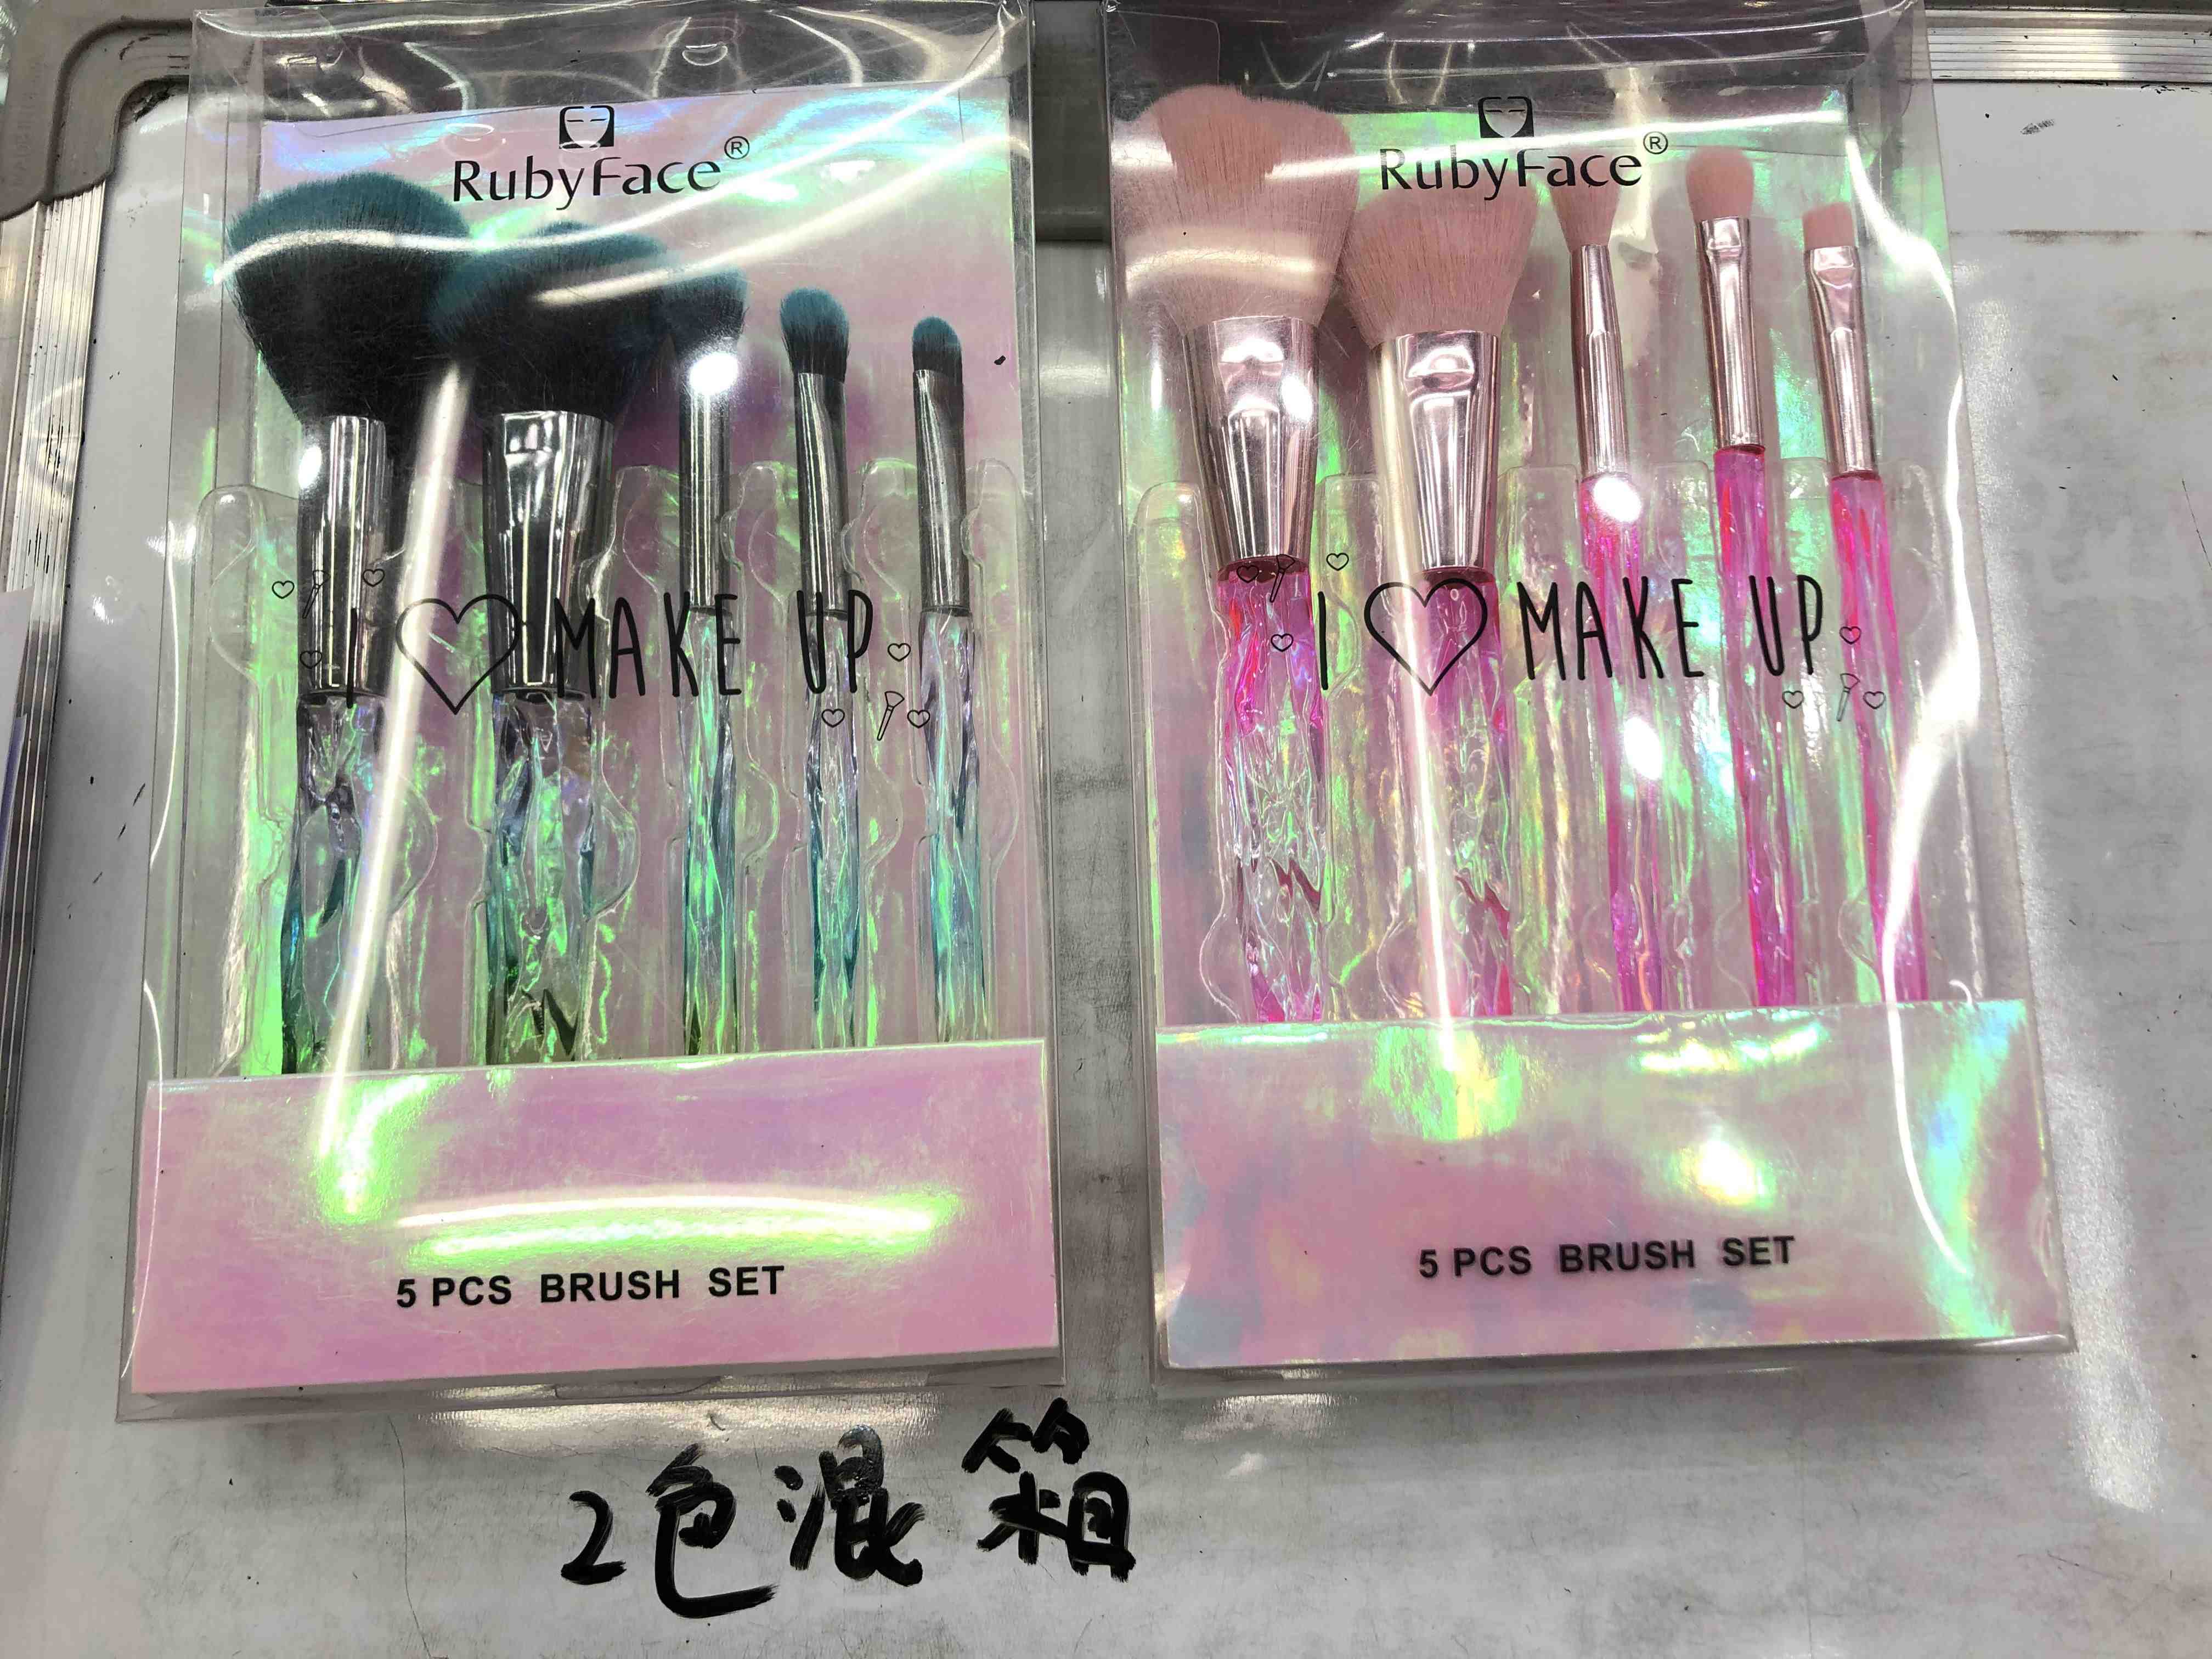 RubyFace®
I ♡ MAKE UP
5 PCS BRUSH SET
RubyFace®
I ♡ MAKE UP
5 PCS BRUSH SET
2色混箱